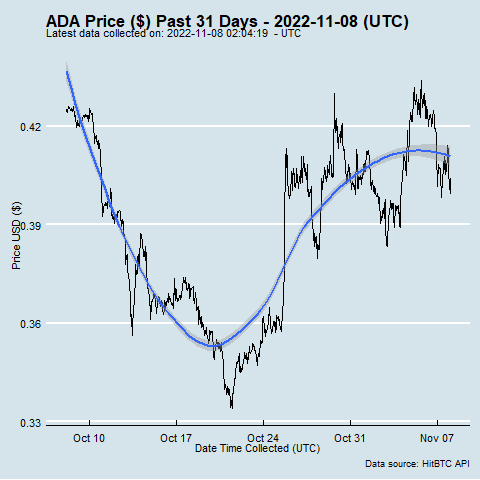 ADA Price ($) Past 31 Days - 2022-11-08 (UTC)
Latest data collected on: 2022-11-08 02:04:19 - UTC
0.42
0.39
0.36
0.33
Price USD ($)
Oct 10 Oct 17 Oct 24 Oct 31 Nov 07
Date Time Collected (UTC)
Data source: HitBTC API